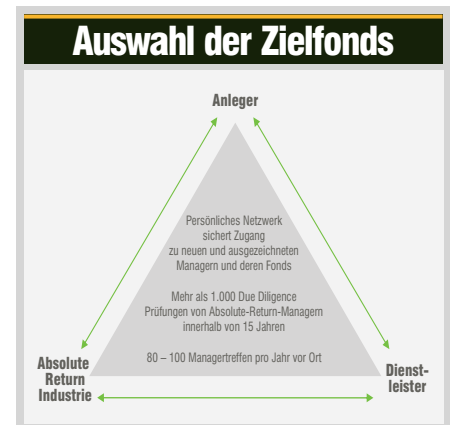 Auswahl der Zielfonds
Anleger
Persönliches Netzwerk
sichert Zugang
zu neuen und ausgezeichneten
Managern und deren Fonds
Mehr als 1.000 Due Diligence
Prüfungen von Absolute-Return-Managern
innerhalb von 15 Jahren
80 – 100 Managertreffen pro Jahr vor Ort
Absolute
Return
Industrie
Dienst-
leister